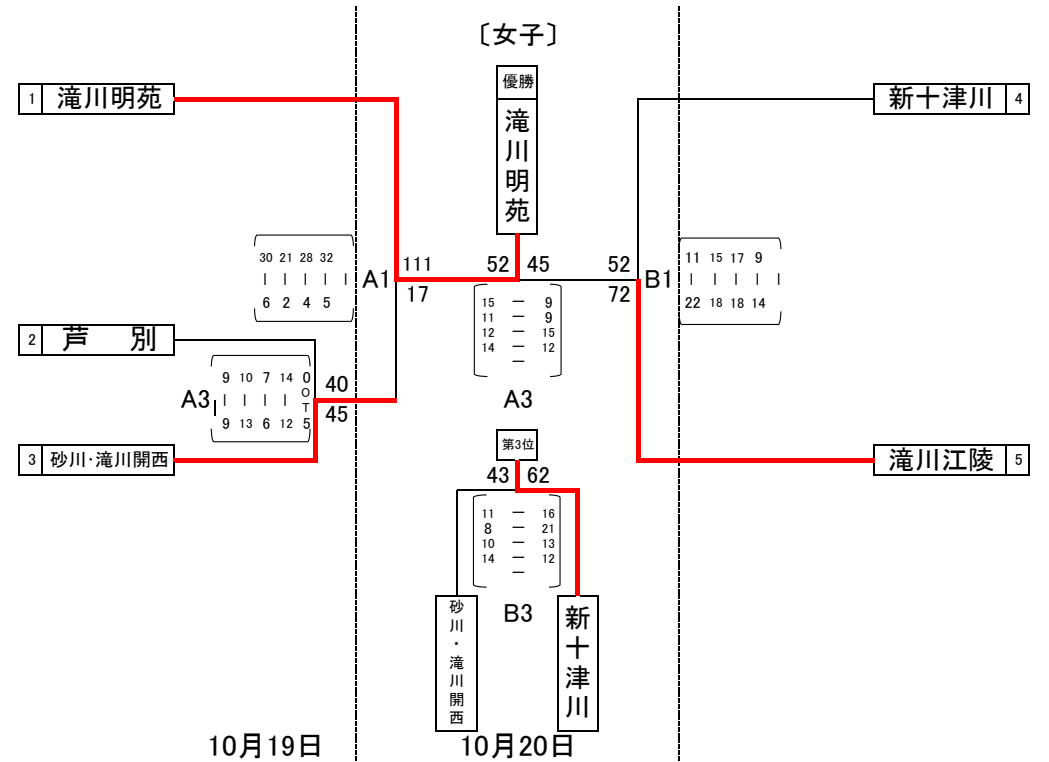 〔女子〕
優勝
滝川明苑
1 滝川明苑
新十津川 4
30 21 28 32
| | | | |
6 2 4 5
A1
111
17
52 45
52
72
B1
11 15 17 9
| | | | |
22 18 18 14
15 ー 9
11 ー 9
12 ー 15
14 ー 12
ー
A3
2 芦 別
A3
9 10 7 14 0
| | | | OT
9 13 6 12 5
40
45
3 砂川・滝川開西
滝川江陵 5
第3位
43 62
11 ー 16
8 ー 21
10 ー 13
14 ー 12
ー
B3
砂川・滝川開西
新十津川
10月19日
10月20日